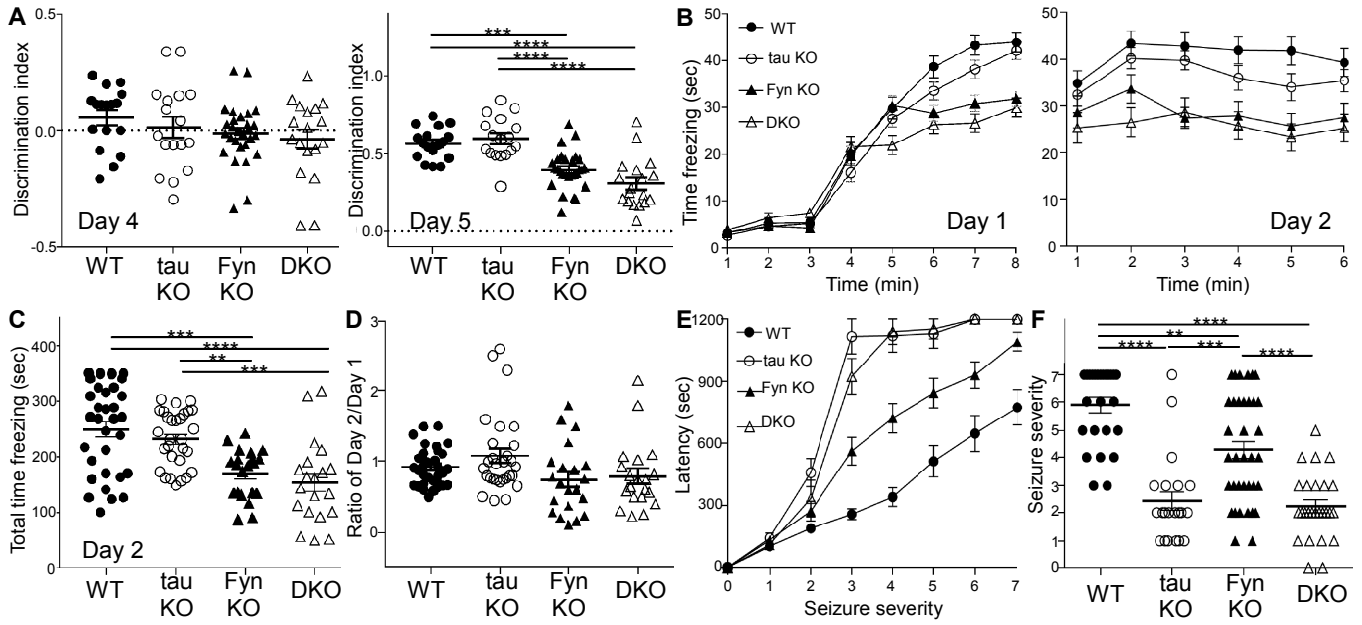 A
Discrimination index
0.5
0.0
-0.5
Day 4
WT
tau
KO
Fyn
KO
DKO
Discrimination index
1.0
0.5
0.0
***
****
****
****
Day 5
WT
tau
KO
Fyn
KO
DKO
B
Time freezing (sec)
50
40
30
20
10
0
WT
tau KO
Fyn KO
DKO
Day 1
1 2 3 4 5 6 7 8
Time (min)
50
40
30
20
10
0
Day 2
1 2 3 4 5 6
Time (min)
C
Total time freezing (sec)
400
300
200
100
0
***
****
**
***
Day 2
WT
tau
KO
Fyn
KO
DKO
D
Ratio of Day 2/Day 1
3
2
1
0
WT
tau
KO
Fyn
KO
DKO
E
Latency (sec)
1200
900
600
300
0
WT
tau KO
Fyn KO
DKO
0 1 2 3 4 5 6 7
Seizure severity
F
Seizure severity
7
6
5
4
3
2
1
0
****
**
**** *** ****
WT
tau
KO
Fyn
KO
DKO